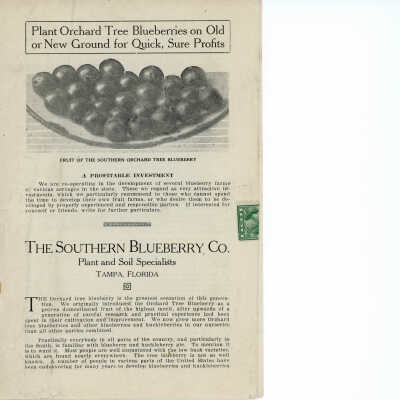 Plant Orchard Tree Blueberries on Old
or New Ground for Quick, Sure Profits
FRUIT OF THE SOUTHERN ORCHARD TREE BLUEBERRY
A PROFITABLE INVESTMENT
We are co-operating in the development of several blueberry farms
of various acreages in the state. These we regard as very attractive in-
vestments, which we particularly recommend to those who cannot spend
the time to develop their own fruit farms, or who desire them to be de-
veloped by properly experienced and responsible parties. If interested for
yourself or friends, write for further particulars.
THE SOUTHERN BLUEBERRY CO.
Plant and Soil Specialists
TAMPA, FLORIDA
THE Orchard tree blueberry is the greatest sensation of this genera-
tion. We originally introduced the Orchard Tree Blueberry as a
proven domesticated fruit of the highest merit, after upwards of a
generation of careful research and practical experience had been
spent in their cultivation and improvement. We now grow more Orchard
tree blueberries and other blueberries and huckleberries in our nurseries
than all other parties combined.
Practically everybody in all parts of the country, and particularly in
the South, is familiar with blueberry and huckleberry pie. To mention it
is to want it. Most people are well acquainted with the low bush varieties,
which are found nearly everywhere. The tree blueberry is not so well
known. A number of people in various parts of the United States have
been endeavoring for many years to develop blueberries and huckleberries